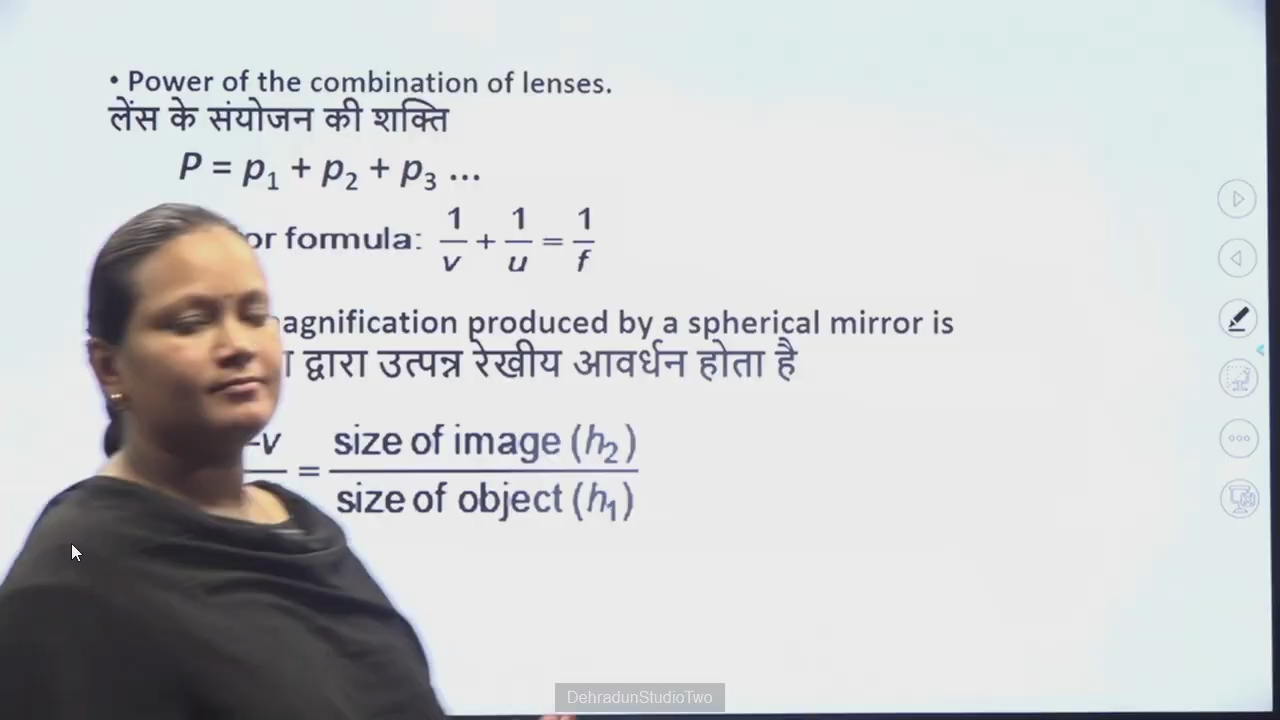 • Power of the combination of lenses.
लेंस के संयोजन की शक्ति
P = p₁ + p₂ + p₃ ...
or formula: 1/v + 1/u = 1/f
agnification produced by a spherical mirror is
द्वारा उत्पन्न रेखीय आवर्धन होता है
-v = size of image (h₂) / size of object (h₁)
DehradunStudioTwo